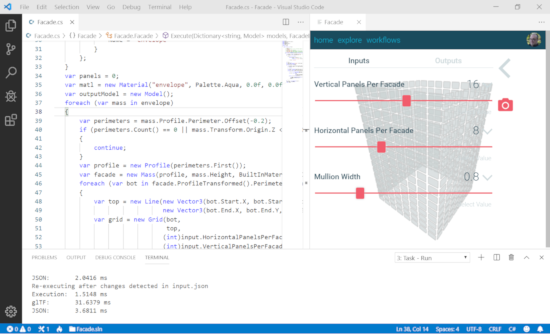 File Edit Selection View Go Debug Terminal Help
Facade.cs - Facade - Visual Studio Code
Facade.cs
Facade.cs > Facade > Facade.Facade > Execute(Dictionary<string, Model> models, Facade
31
32 }
33 };
34 }
35 var panels = 0;
36 var matl = new Material("envelope", Palette.Aqua, 0.0f, 0.0f
37 var outputModel = new Model();
38 foreach (var mass in envelope)
39 {
40 var perimeters = mass.Profile.Perimeter.Offset(-0.2);
41 if (perimeters.Count() == 0 || mass.Transform.Origin.Z <
42 {
43 continue;
44 }
45 var profile = new Profile(perimeters.First());
46 var facade = new Mass(profile, mass.Height, BuiltInMater
47 foreach (var bot in facade.ProfileTransformed().Perimete
48 {
49 var top = new Line(new Vector3(bot.Start.X, bot.Star
50 new Vector3(bot.End.X, bot.End.Y,
51 var grid = new Grid(bot,
52 top,
53 (int)input.HorizontalPanelsPerFacade
(int)input.VerticalPanelsPerFacad
Facade
home explore workflows
Inputs Outputs
Vertical Panels Per Facade 16
Horizontal Panels Per Facade 8
Mullion Width 0.8
PROBLEMS OUTPUT DEBUG CONSOLE TERMINAL
3: Task - Run
JSON: 2.0416 ms
Re-executing after changes detected in input.json
Execution: 1.5148 ms
glTF: 31.6379 ms
JSON: 3.6811 ms
0 0 1 Facade.sln
Ln 38, Col 14 Spaces: 4 UTF-8 CRLF C#